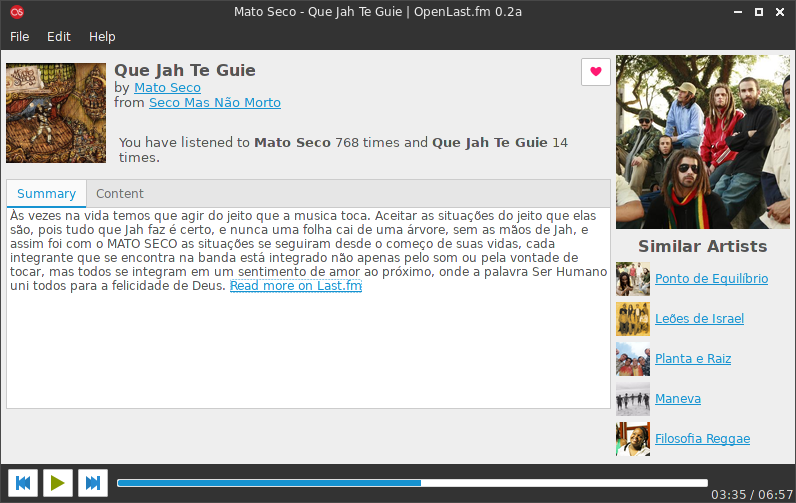 Mato Seco - Que Jah Te Guie | OpenLast.fm 0.2a
File Edit Help
Que Jah Te Guie
by Mato Seco
from Seco Mas Não Morto
You have listened to Mato Seco 768 times and Que Jah Te Guie 14
times.
Summary Content
Às vezes na vida temos que agir do jeito que a musica toca. Aceitar as situações do jeito que elas
são, pois tudo que Jah faz é certo, e nunca uma folha cai de uma árvore, sem as mãos de Jah, e
assim foi com o MATO SECO as situações se seguiram desde o começo de suas vidas, cada
integrante que se encontra na banda está integrado não apenas pelo som ou pela vontade de
tocar, mas todos se integram em um sentimento de amor ao próximo, onde a palavra Ser Humano
uni todos para a felicidade de Deus. Read more on Last.fm
Similar Artists
Ponto de Equilíbrio
Leões de Israel
Planta e Raiz
Maneva
Filosofia Reggae
03:35 / 06:57